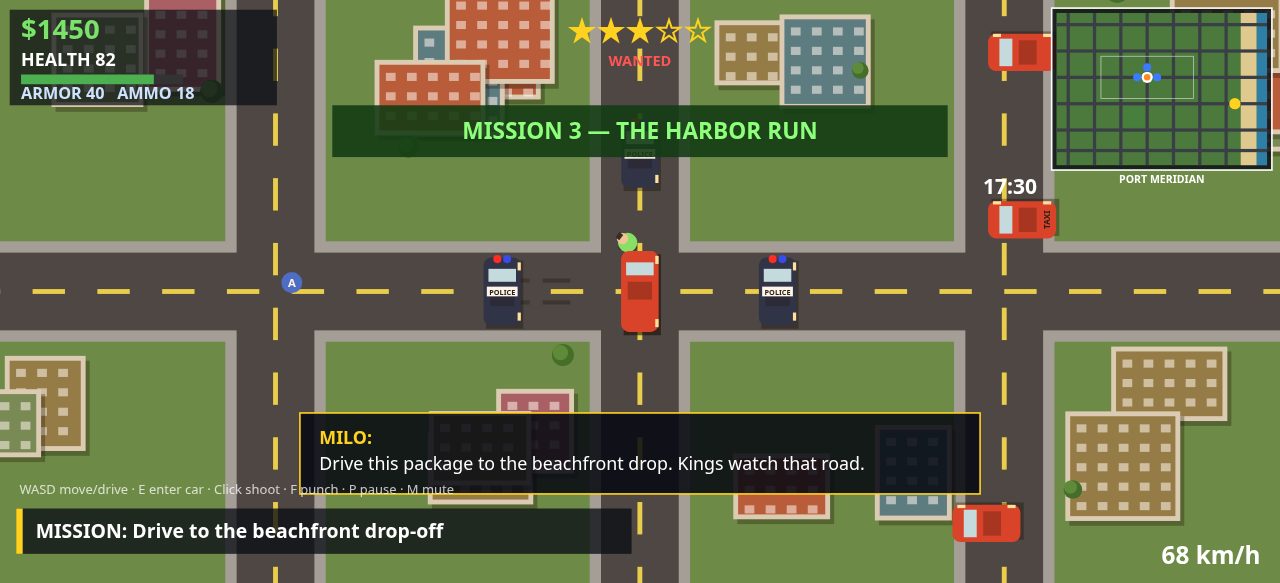 $1450
HEALTH 82
ARMOR 40 AMMO 18
WANTED
MISSION 3 — THE HARBOR RUN
PORT MERIDIAN
17:30
TAXI
A
POLICE
POLICE
POLICE
MILO:
Drive this package to the beachfront drop. Kings watch that road.
WASD move/drive · E enter car · Click shoot · F punch · P pause · M mute
MISSION: Drive to the beachfront drop-off
68 km/h